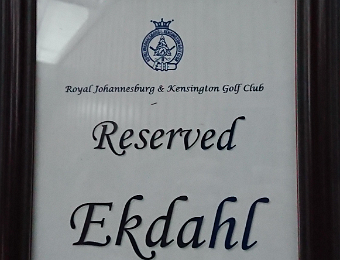 Royal Johannesburg & Kensington Golf Club
Reserved
Ekdahl